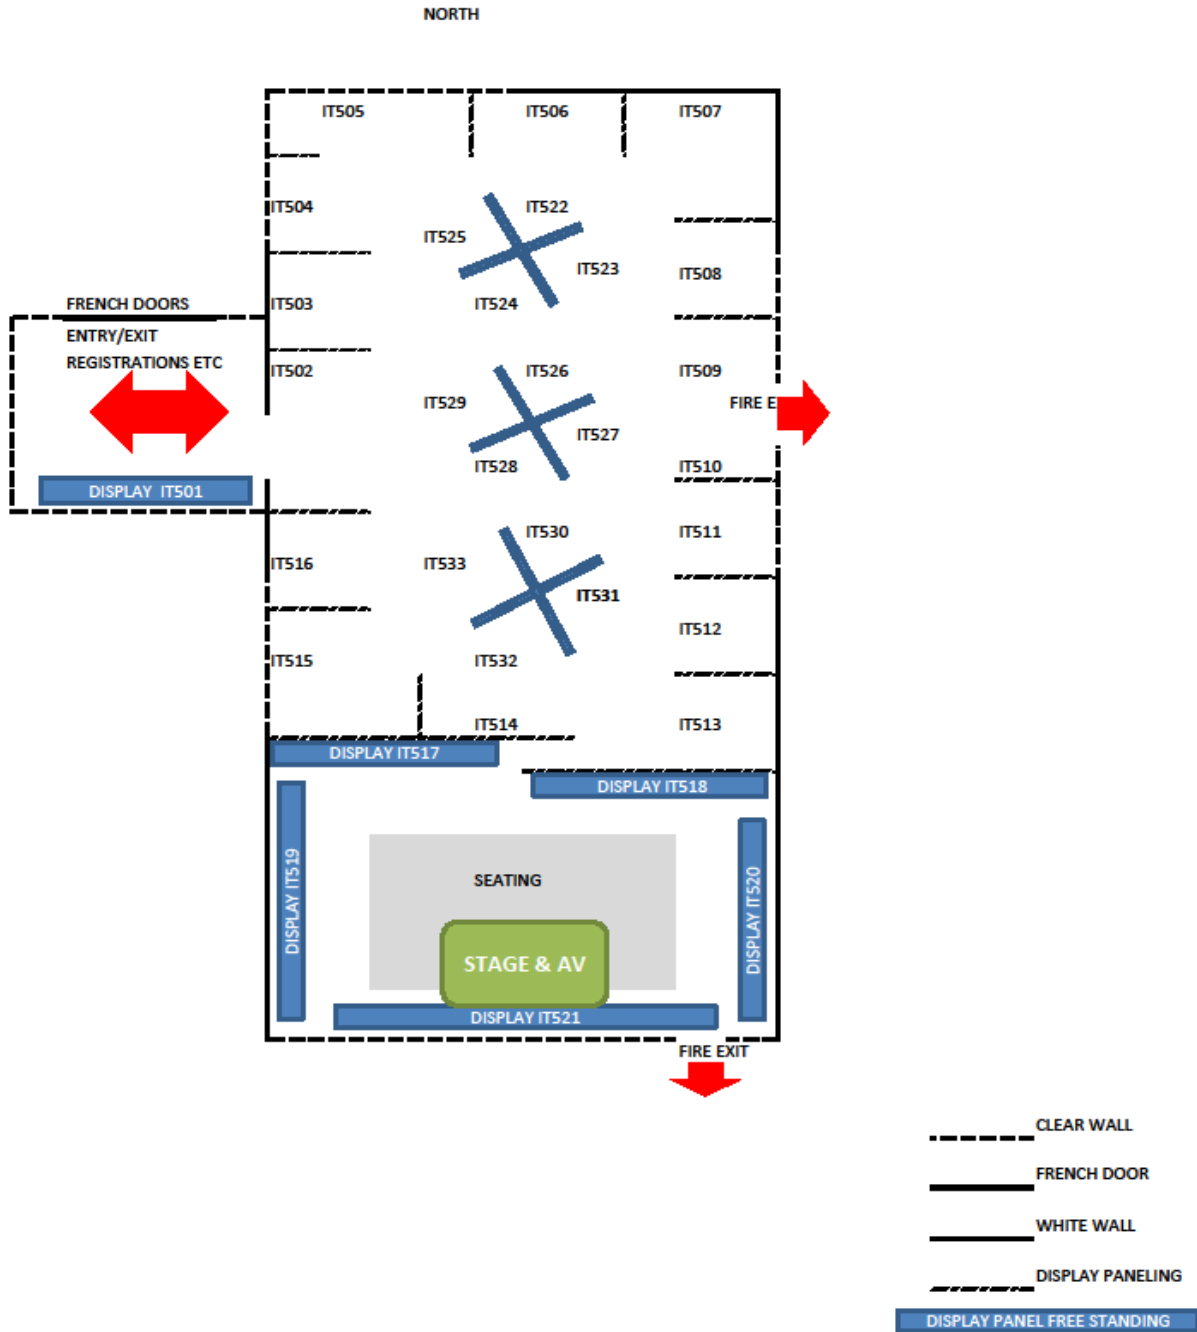 NORTH
IT505
IT506
IT507
IT504
IT522
IT525
IT523
IT508
FRENCH DOORS
IT503
IT524
ENTRY/EXIT
REGISTRATIONS ETC
IT502
IT526
IT509
IT529
FIRE E
IT527
IT528
IT510
DISPLAY IT501
IT530
IT511
IT516
IT533
IT531
IT512
IT515
IT532
IT514
IT513
DISPLAY IT517
DISPLAY IT518
DISPLAY IT519
SEATING
DISPLAY IT520
STAGE & AV
DISPLAY IT521
FIRE EXIT
CLEAR WALL
FRENCH DOOR
WHITE WALL
DISPLAY PANELING
DISPLAY PANEL FREE STANDING